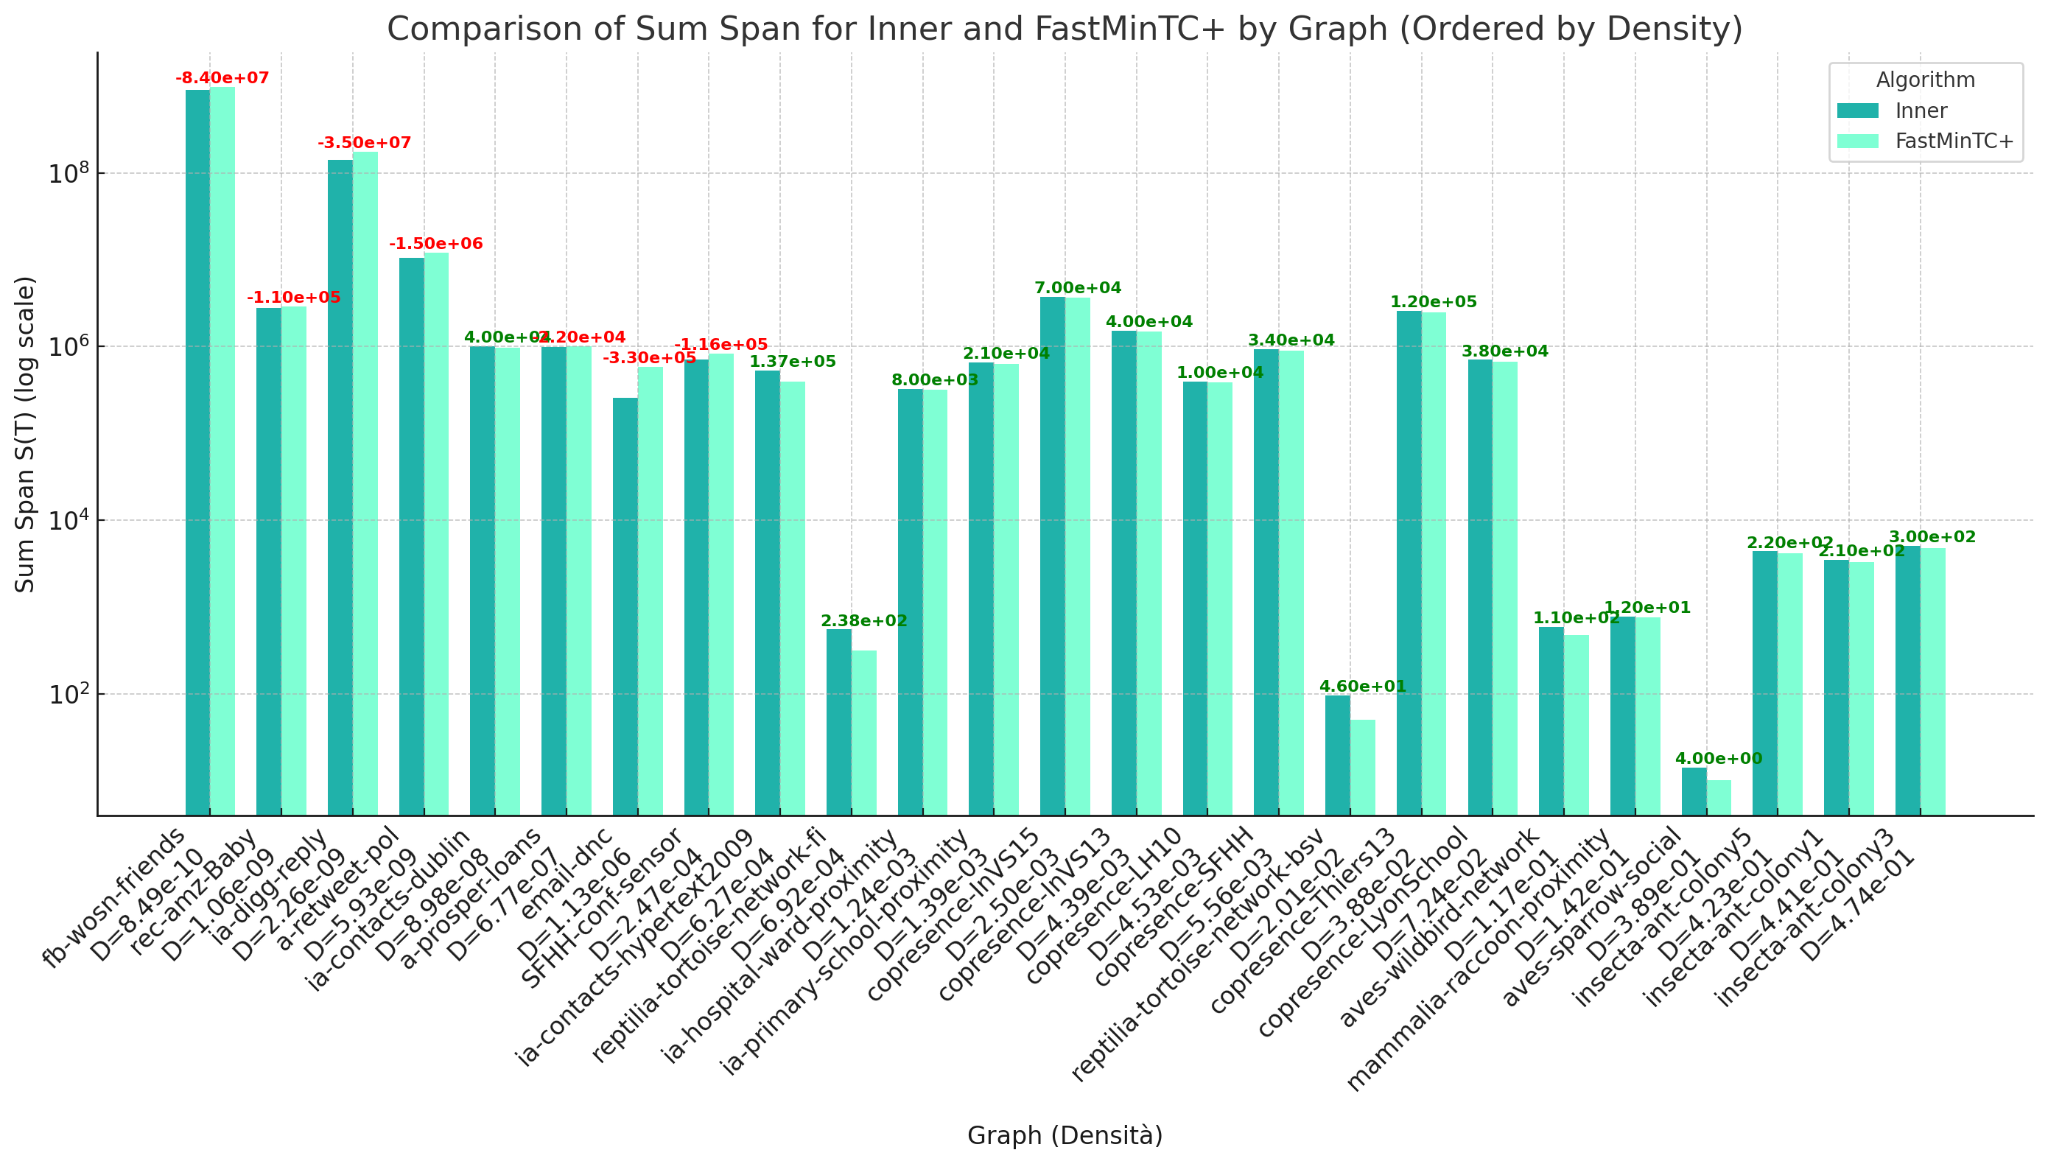 Comparison of Sum Span for Inner and FastMinTC+ by Graph (Ordered by Density)
Algorithm
Inner
FastMinTC+
Sum Span S(T) (log scale)
10^8
10^6
10^4
10^2
-8.40e+07
-1.10e+05
-3.50e+07
-1.50e+06
4.00e+04
20e+04
-3.30e+05
-1.16e+05
1.37e+05
2.38e+02
8.00e+03
2.10e+04
7.00e+04
4.00e+04
1.00e+04
3.40e+04
4.60e+01
1.20e+05
3.80e+04
1.10e+02
1.20e+01
4.00e+00
2.20e+02
2.10e+02
3.00e+02
fb-wosn-friends
D=8.49e-10
rec-amz-Baby
D=1.06e-09
ia-digg-reply
D=2.26e-09
a-retweet-pol
D=5.93e-09
ia-contacts-dublin
D=8.98e-08
a-prosper-loans
D=6.77e-07
email-dnc
D=1.13e-06
SFHH-conf-sensor
D=2.47e-04
ia-contacts-hypertext2009
D=6.27e-04
reptilia-tortoise-network-fi
D=6.92e-04
ia-hospital-ward-proximity
D=1.24e-03
ia-primary-school-proximity
D=1.39e-03
copresence-InVS15
D=2.50e-03
copresence-InVS13
D=4.39e-03
copresence-LH10
D=4.53e-03
copresence-SFHH
D=5.56e-03
reptilia-tortoise-network-bsv
D=2.01e-02
copresence-Thiers13
D=3.88e-02
copresence-LyonSchool
D=7.24e-02
aves-wildbird-network
D=1.17e-01
mammalia-raccoon-proximity
D=1.42e-01
aves-sparrow-social
D=3.89e-01
insecta-ant-colony5
D=4.23e-01
insecta-ant-colony1
D=4.41e-01
insecta-ant-colony3
D=4.74e-01
Graph (Densità)